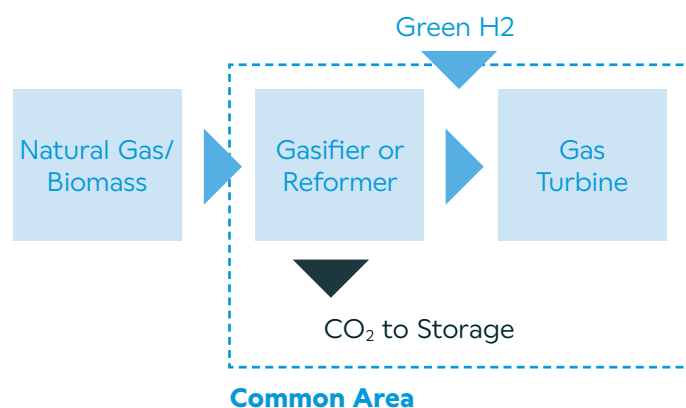 Green H2
Natural Gas/
Biomass
Gasifier or
Reformer
Gas
Turbine
CO₂ to Storage
Common Area